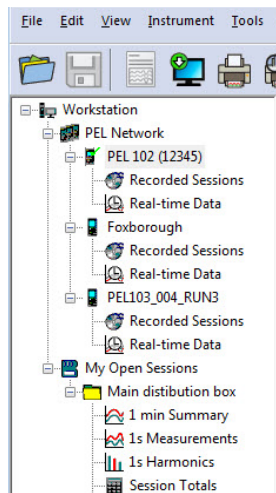 File Edit View Instrument Tools
Workstation
PEL Network
PEL 102 (12345)
Recorded Sessions
Real-time Data
Foxborough
Recorded Sessions
Real-time Data
PEL103_004_RUN3
Recorded Sessions
Real-time Data
My Open Sessions
Main distibution box
1 min Summary
1s Measurements
1s Harmonics
Session Totals